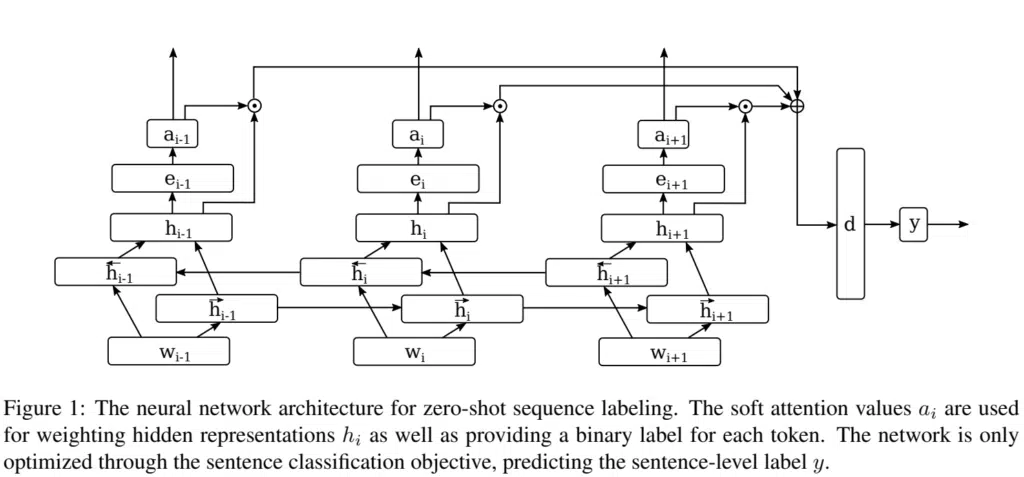 a_{i-1} a_i a_{i+1}
e_{i-1} e_i e_{i+1} d y
h_{i-1} h_i h_{i+1}
\overleftarrow{h}_{i-1} \overleftarrow{h}_i \overleftarrow{h}_{i+1}
\overrightarrow{h}_{i-1} \overrightarrow{h}_i \overrightarrow{h}_{i+1}
w_{i-1} w_i w_{i+1}
Figure 1: The neural network architecture for zero-shot sequence labeling. The soft attention values a_i are used
for weighting hidden representations h_i as well as providing a binary label for each token. The network is only
optimized through the sentence classification objective, predicting the sentence-level label y.